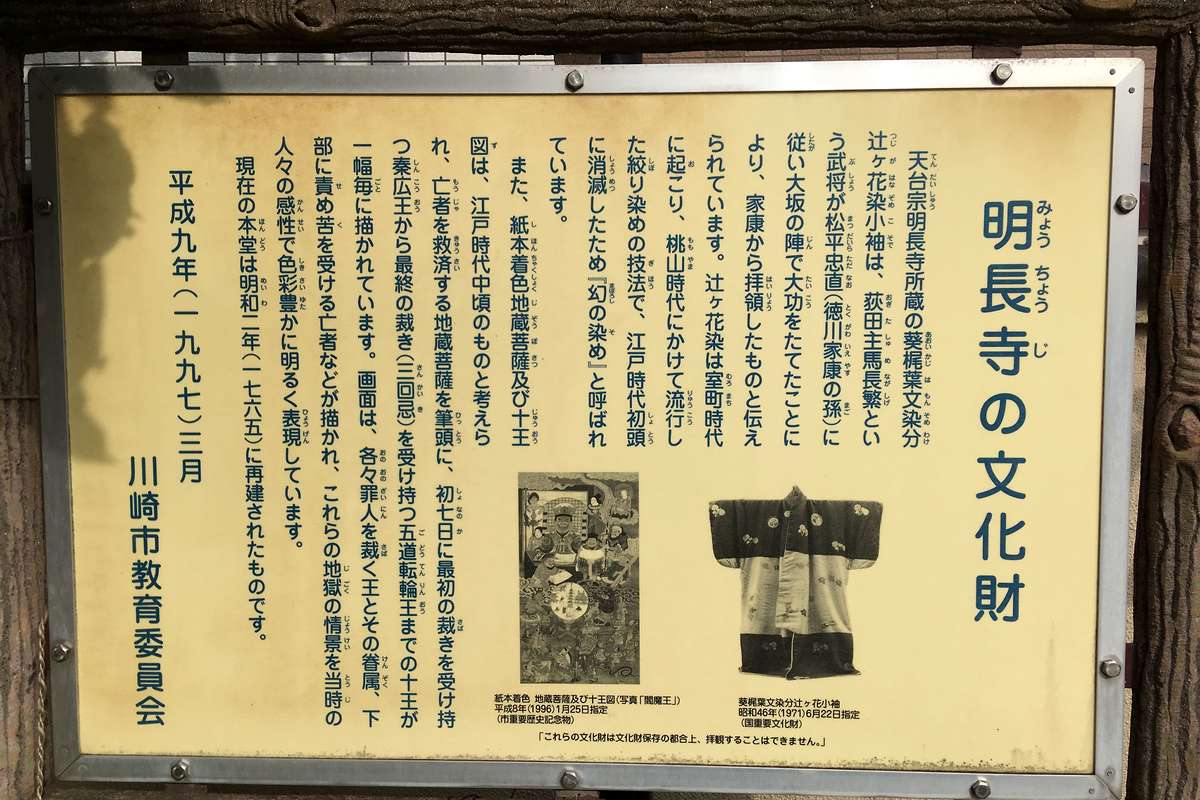 明長寺の文化財
天台宗明長寺所蔵の葵梶葉文染分
辻ヶ花染小袖は、荻田主馬長繁とい
う武将が松平忠直(徳川家康の孫)に
従い大坂の陣で大功をたてたことに
より、家康から拝領したものと伝え
られています。辻ヶ花染は室町時代
に起こり、桃山時代にかけて流行し
た絞り染めの技法で、江戸時代初頭
に消滅したため『幻の染め』と呼ばれ
ています。
また、紙本着色地蔵菩薩及び十王
図は、江戸時代中頃のものと考えら
れ、亡者を救済する地蔵菩薩を筆頭に、初七日に最初の裁きを受け持
つ秦広王から最終の裁き(三回忌)を受け持つ五道転輪王までの十王が
一幅毎に描かれています。画面は、各々罪人を裁く王とその眷属、下
部に責め苦を受ける亡者などが描かれ、これらの地獄の情景を当時の
人々の感性で色彩豊かに明るく表現しています。
現在の本堂は明和二年(一七六五)に再建されたものです。
平成九年(一九九七)三月
川崎市教育委員会
葵梶葉文染分辻ヶ花小袖
昭和46年(1971)6月22日指定
(国重要文化財)
紙本着色 地蔵菩薩及び十王図(写真「閻魔王」)
平成8年(1996)1月25日指定
(市重要歴史記念物)
「これらの文化財は文化財保存の都合上、拝観することはできません。」